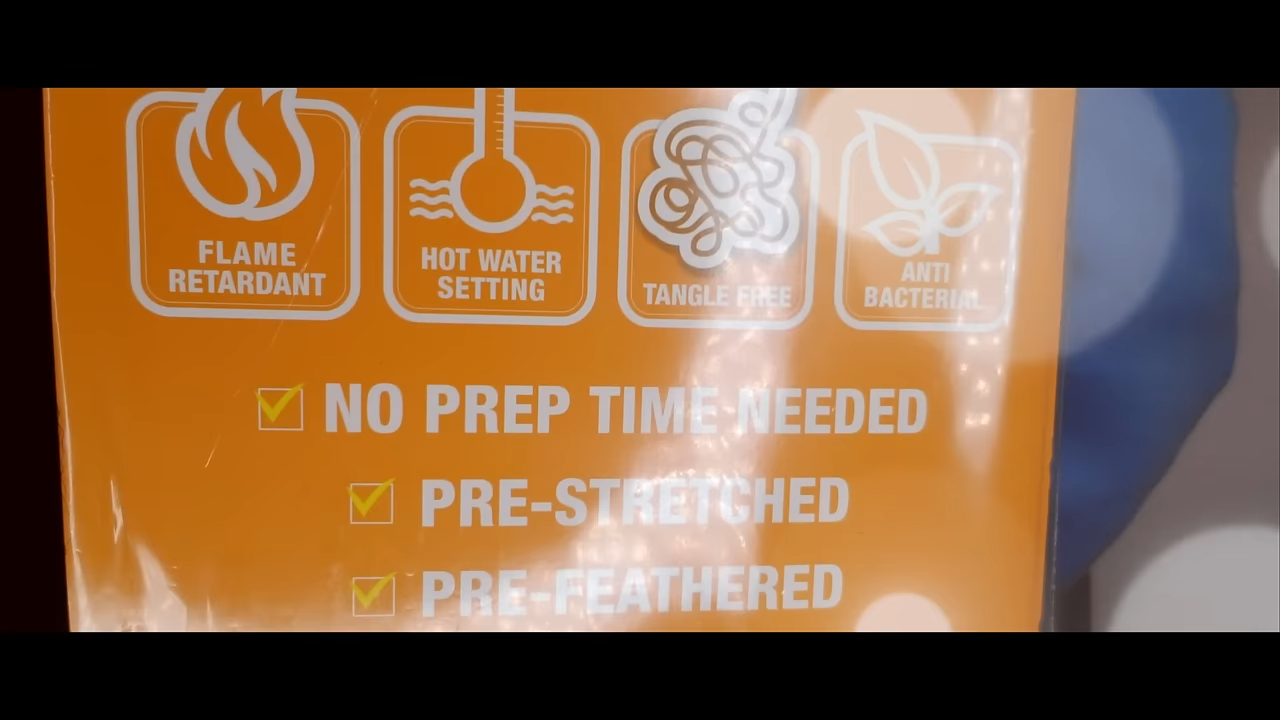 FLAME
RETARDANT
HOT WATER
SETTING
TANGLE FREE
ANTI
BACTERIAL
NO PREP TIME NEEDED
PRE-STRETCHED
PRE-FEATHERED